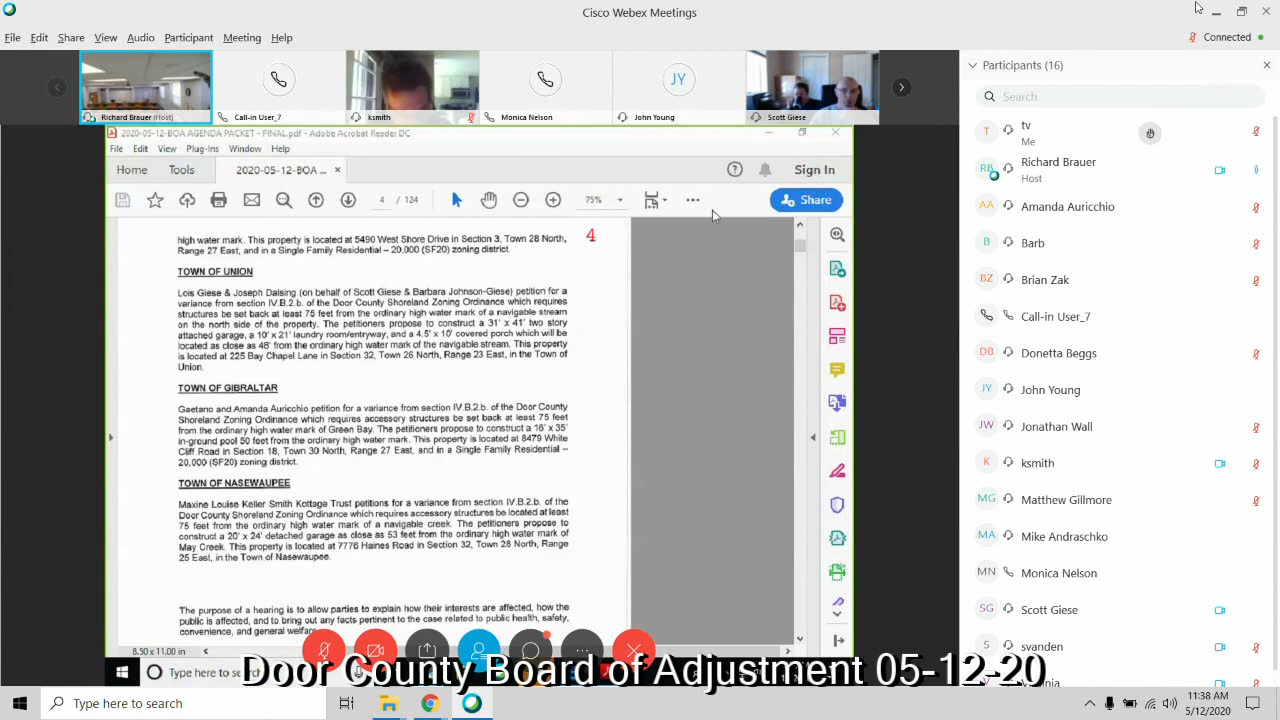 Cisco Webex Meetings
File Edit Share View Audio Participant Meeting Help
Connected
Richard Brauer (Host)
Call-in User_7
ksmith
Monica Nelson
JY
John Young
Scott Giese
2020-05-12-BOA AGENDA PACKET - FINAL.pdf - Adobe Acrobat Reader DC
File Edit View Plug-Ins Window Help
Home Tools 2020-05-12-BOA ... × Sign In
4 / 124 75% Share
4
high water mark. This property is located at 5490 West Shore Drive in Section 3, Town 28 North,
Range 27 East, and in a Single Family Residential – 20,000 (SF20) zoning district.
TOWN OF UNION
Lois Giese & Joseph Dalsing (on behalf of Scott Giese & Barbara Johnson-Giese) petition for a
variance from section IV.B.2.b. of the Door County Shoreland Zoning Ordinance which requires
structures be set back at least 75 feet from the ordinary high water mark of a navigable stream
on the north side of the property. The petitioners propose to construct a 31' x 41' two story
attached garage, a 10' x 21' laundry room/entryway, and a 4.5' x 10' covered porch which will be
located as close as 48' from the ordinary high water mark of the navigable stream. This property
is located at 225 Bay Chapel Lane in Section 32, Town 26 North, Range 23 East, in the Town of
Union.
TOWN OF GIBRALTAR
Gaetano and Amanda Auricchio petition for a variance from section IV.B.2.b. of the Door County
Shoreland Zoning Ordinance which requires accessory structures be set back at least 75 feet
from the ordinary high water mark of Green Bay. The petitioners propose to construct a 16' x 35'
in-ground pool 50 feet from the ordinary high water mark. This property is located at 8479 White
Cliff Road in Section 18, Town 30 North, Range 27 East, and in a Single Family Residential –
20,000 (SF20) zoning district.
TOWN OF NASEWAUPEE
Maxine Louise Keller Smith Kottage Trust petitions for a variance from section IV.B.2.b. of the
Door County Shoreland Zoning Ordinance which requires accessory structures be located at least
75 feet from the ordinary high water mark of a navigable creek. The petitioners propose to
construct a 20' x 24' detached garage as close as 53 feet from the ordinary high water mark of
May Creek. This property is located at 7776 Haines Road in Section 32, Town 28 North, Range
25 East, in the Town of Nasewaupee.
The purpose of a hearing is to allow parties to explain how their interests are affected, how the
public is affected, and to bring out any facts pertinent to the case related to public health, safety,
convenience, and general welfare
8.50 x 11.00 in
Type here to search
Participants (16)
Search
T tv
Me
RB Richard Brauer
Host
AA Amanda Auricchio
B Barb
BZ Brian Zak
Call-in User_7
DB Donetta Beggs
JY John Young
JW Jonathan Wall
K ksmith
MG Matthew Gillmore
MA Mike Andraschko
MN Monica Nelson
SG Scott Giese
S svanden
Door County Board of Adjustment 05-12-20
Type here to search
11:38 AM
5/12/2020